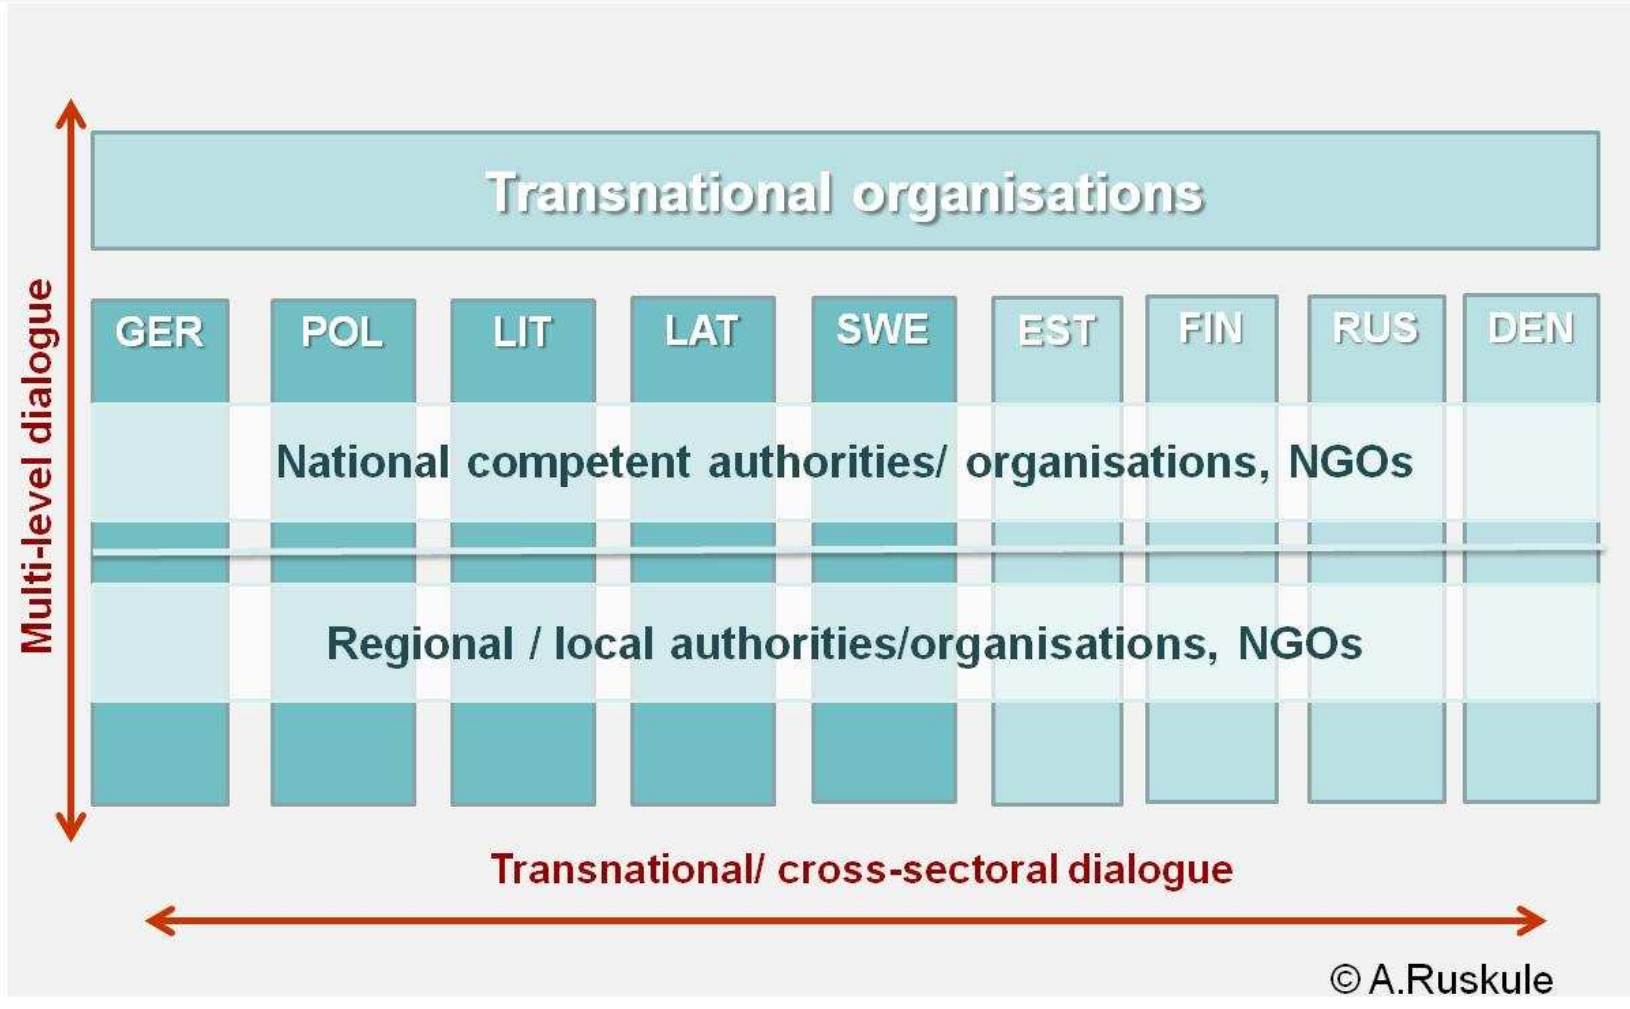 Transnational organisations
Multi-level dialogue
GER POL LIT LAT SWE EST FIN RUS DEN
National competent authorities/ organisations, NGOs
Regional / local authorities/organisations, NGOs
Transnational/ cross-sectoral dialogue
© A.Ruskule